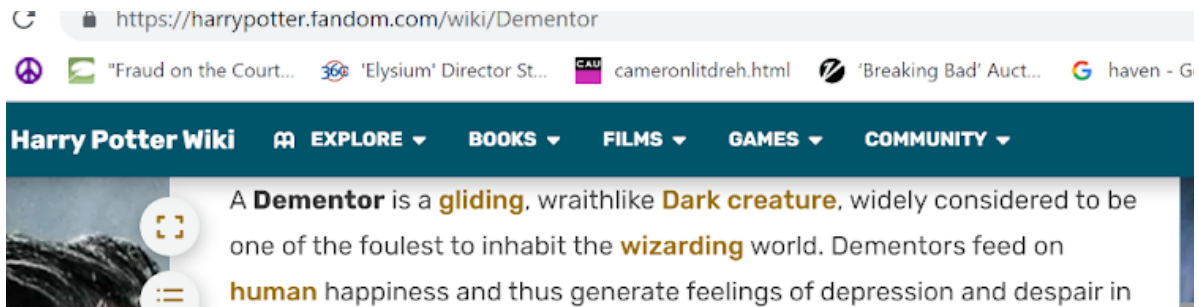 https://harrypotter.fandom.com/wiki/Dementor
"Fraud on the Court... 360 'Elysium' Director St... CAU cameronlitdreh.html 'Breaking Bad' Auct... G haven - G
Harry Potter Wiki EXPLORE BOOKS FILMS GAMES COMMUNITY
A Dementor is a gliding, wraithlike Dark creature, widely considered to be
one of the foulest to inhabit the wizarding world. Dementors feed on
human happiness and thus generate feelings of depression and despair in